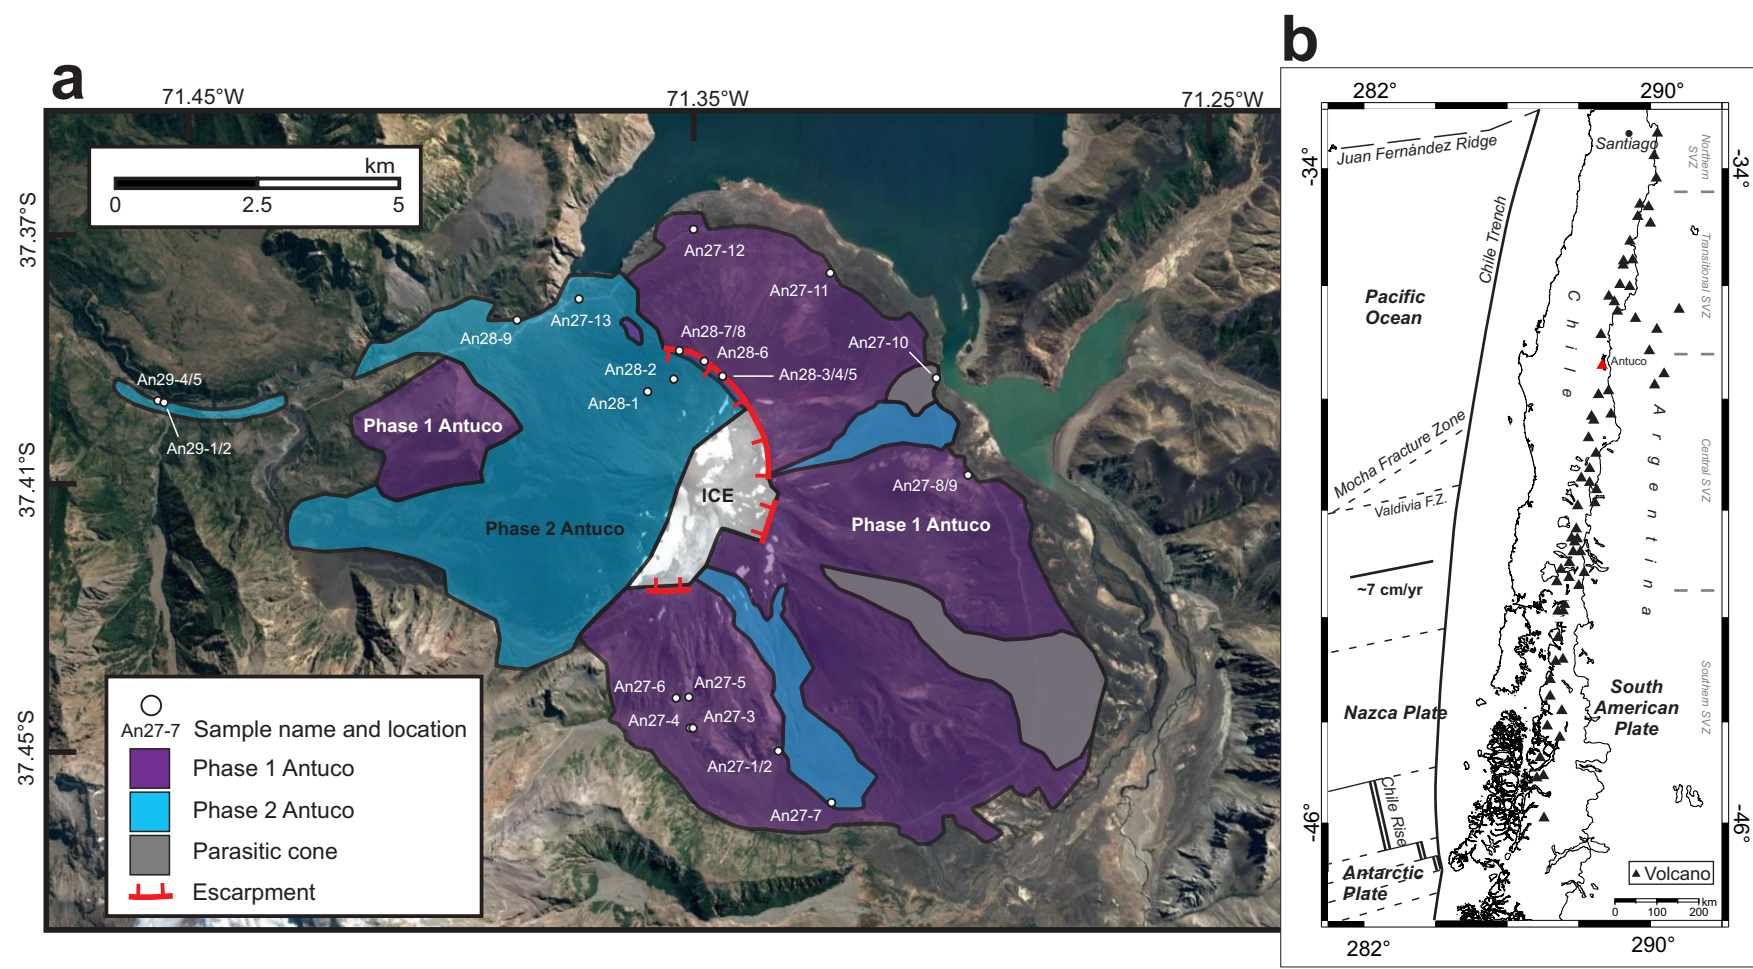 a
71.45°W
71.35°W
71.25°W
37.37°S
37.41°S
37.45°S
km
0
2.5
5
An27-12
An27-11
An27-13
An28-9
An28-7/8
An28-6
An27-10
An28-2
An28-3/4/5
An28-1
An29-4/5
An29-1/2
Phase 1 Antuco
An27-8/9
ICE
Phase 2 Antuco
Phase 1 Antuco
An27-6
An27-5
An27-4
An27-3
An27-1/2
An27-7
An27-7
Sample name and location
Phase 1 Antuco
Phase 2 Antuco
Parasitic cone
Escarpment
b
282°
290°
-34°
-34°
Juan Fernández Ridge
Santiago
Northern
SVZ
Chile Trench
Transitional SVZ
Pacific
Ocean
Chile
Antuco
Argentina
Mocha Fracture Zone
Valdivia F.Z.
Central SVZ
~7 cm/yr
Nazca Plate
South
American
Plate
Southern SVZ
Chile Rise
-46°
-46°
Antarctic
Plate
Volcano
0
100
200
km
282°
290°